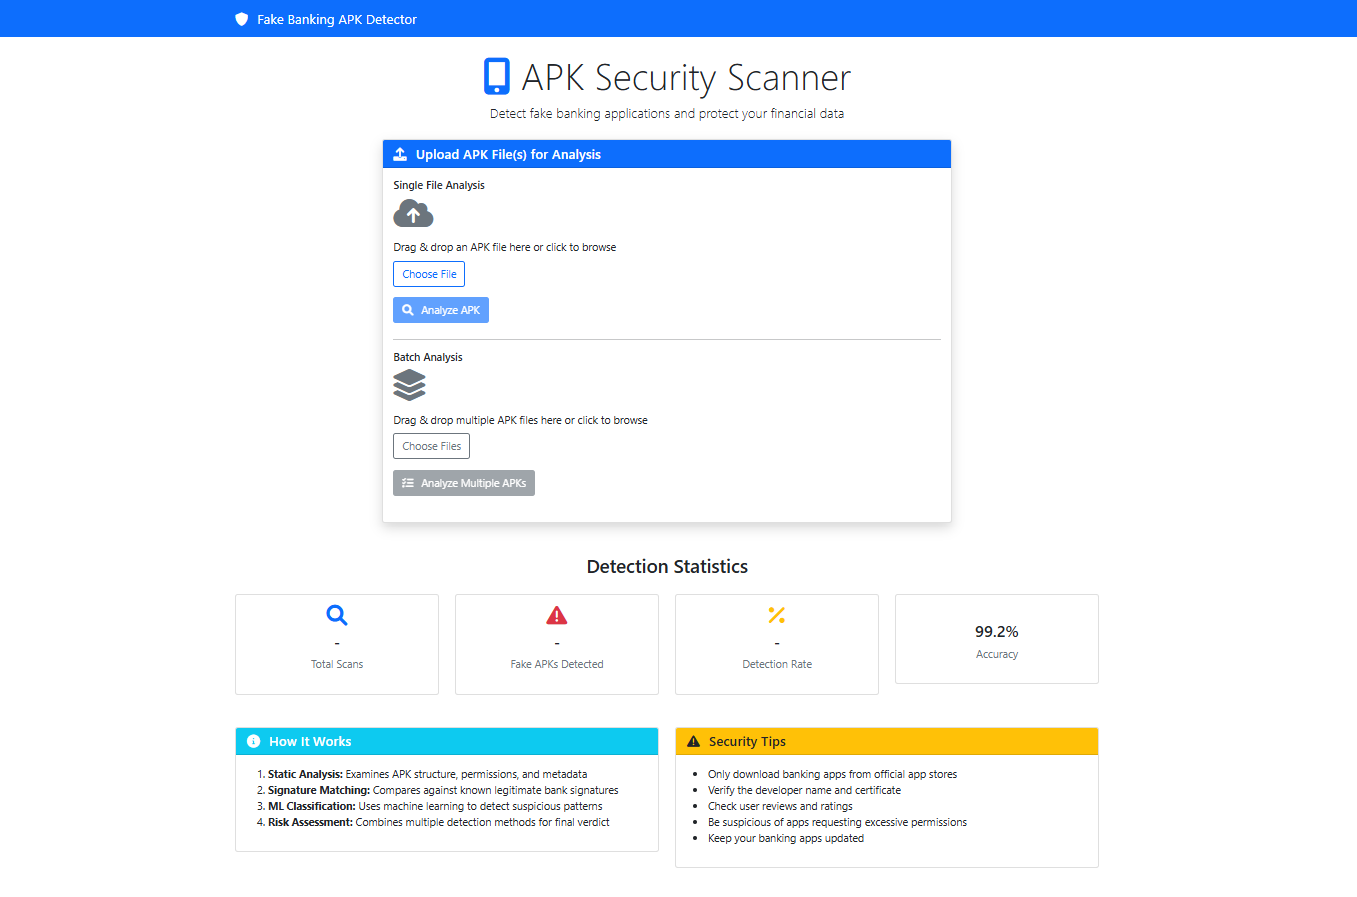 Fake Banking APK Detector
APK Security Scanner
Detect fake banking applications and protect your financial data
Upload APK File(s) for Analysis
Single File Analysis
Drag & drop an APK file here or click to browse
Choose File
Analyze APK
Batch Analysis
Drag & drop multiple APK files here or click to browse
Choose Files
Analyze Multiple APKs
Detection Statistics
-
Total Scans
-
Fake APKs Detected
-
Detection Rate
99.2%
Accuracy
How It Works
1. Static Analysis: Examines APK structure, permissions, and metadata
2. Signature Matching: Compares against known legitimate bank signatures
3. ML Classification: Uses machine learning to detect suspicious patterns
4. Risk Assessment: Combines multiple detection methods for final verdict
Security Tips
• Only download banking apps from official app stores
• Verify the developer name and certificate
• Check user reviews and ratings
• Be suspicious of apps requesting excessive permissions
• Keep your banking apps updated